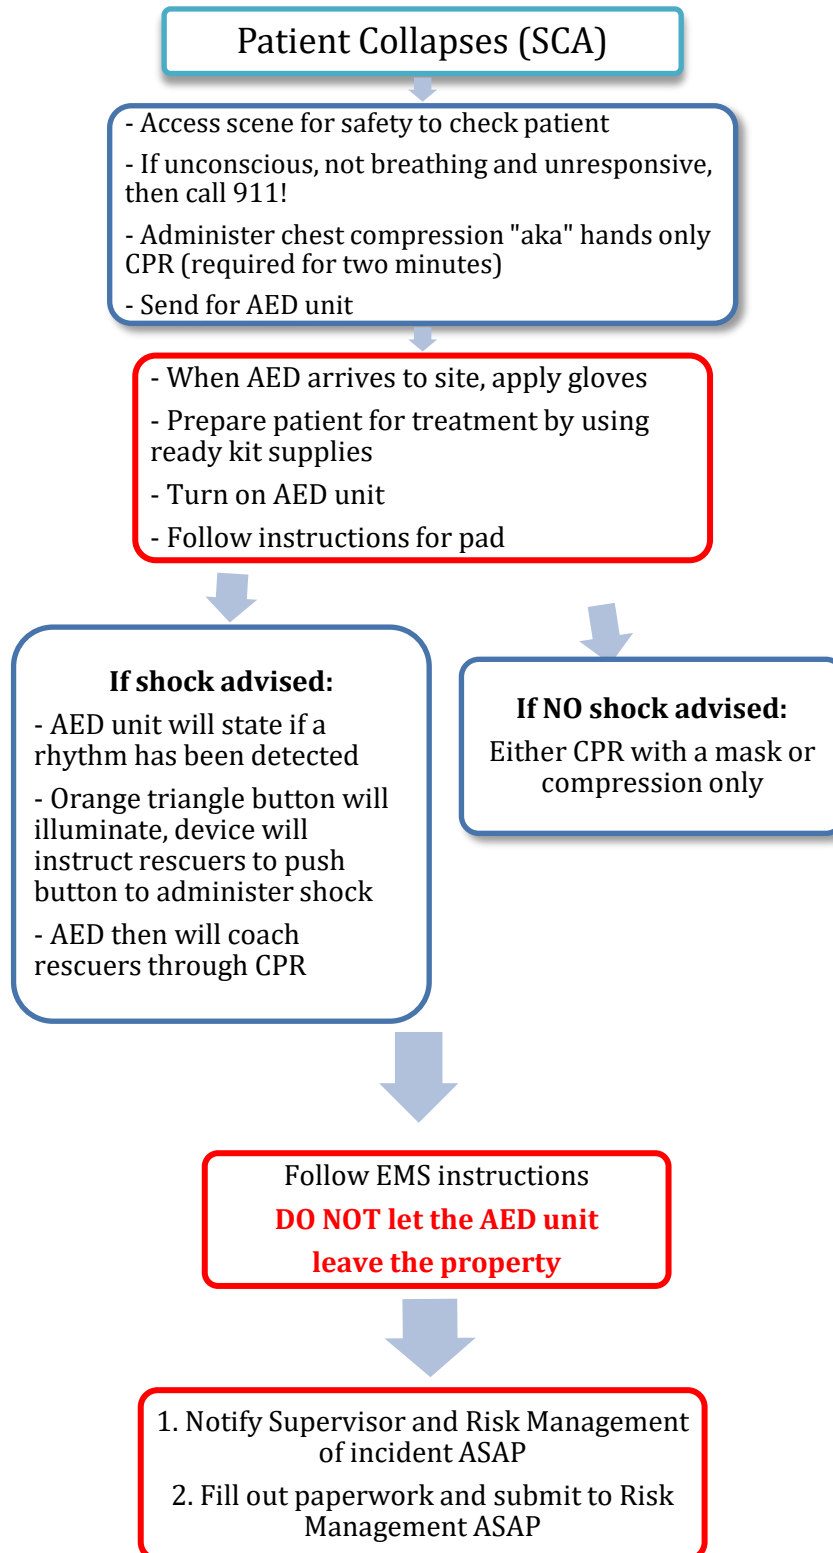 Patient Collapses (SCA)
- Access scene for safety to check patient
- If unconscious, not breathing and unresponsive,
then call 911!
- Administer chest compression "aka" hands only
CPR (required for two minutes)
- Send for AED unit
- When AED arrives to site, apply gloves
- Prepare patient for treatment by using
ready kit supplies
- Turn on AED unit
- Follow instructions for pad
If shock advised:
- AED unit will state if a
rhythm has been detected
- Orange triangle button will
illuminate, device will
instruct rescuers to push
button to administer shock
- AED then will coach
rescuers through CPR
If NO shock advised:
Either CPR with a mask or
compression only
Follow EMS instructions
DO NOT let the AED unit
leave the property
1. Notify Supervisor and Risk Management
of incident ASAP
2. Fill out paperwork and submit to Risk
Management ASAP